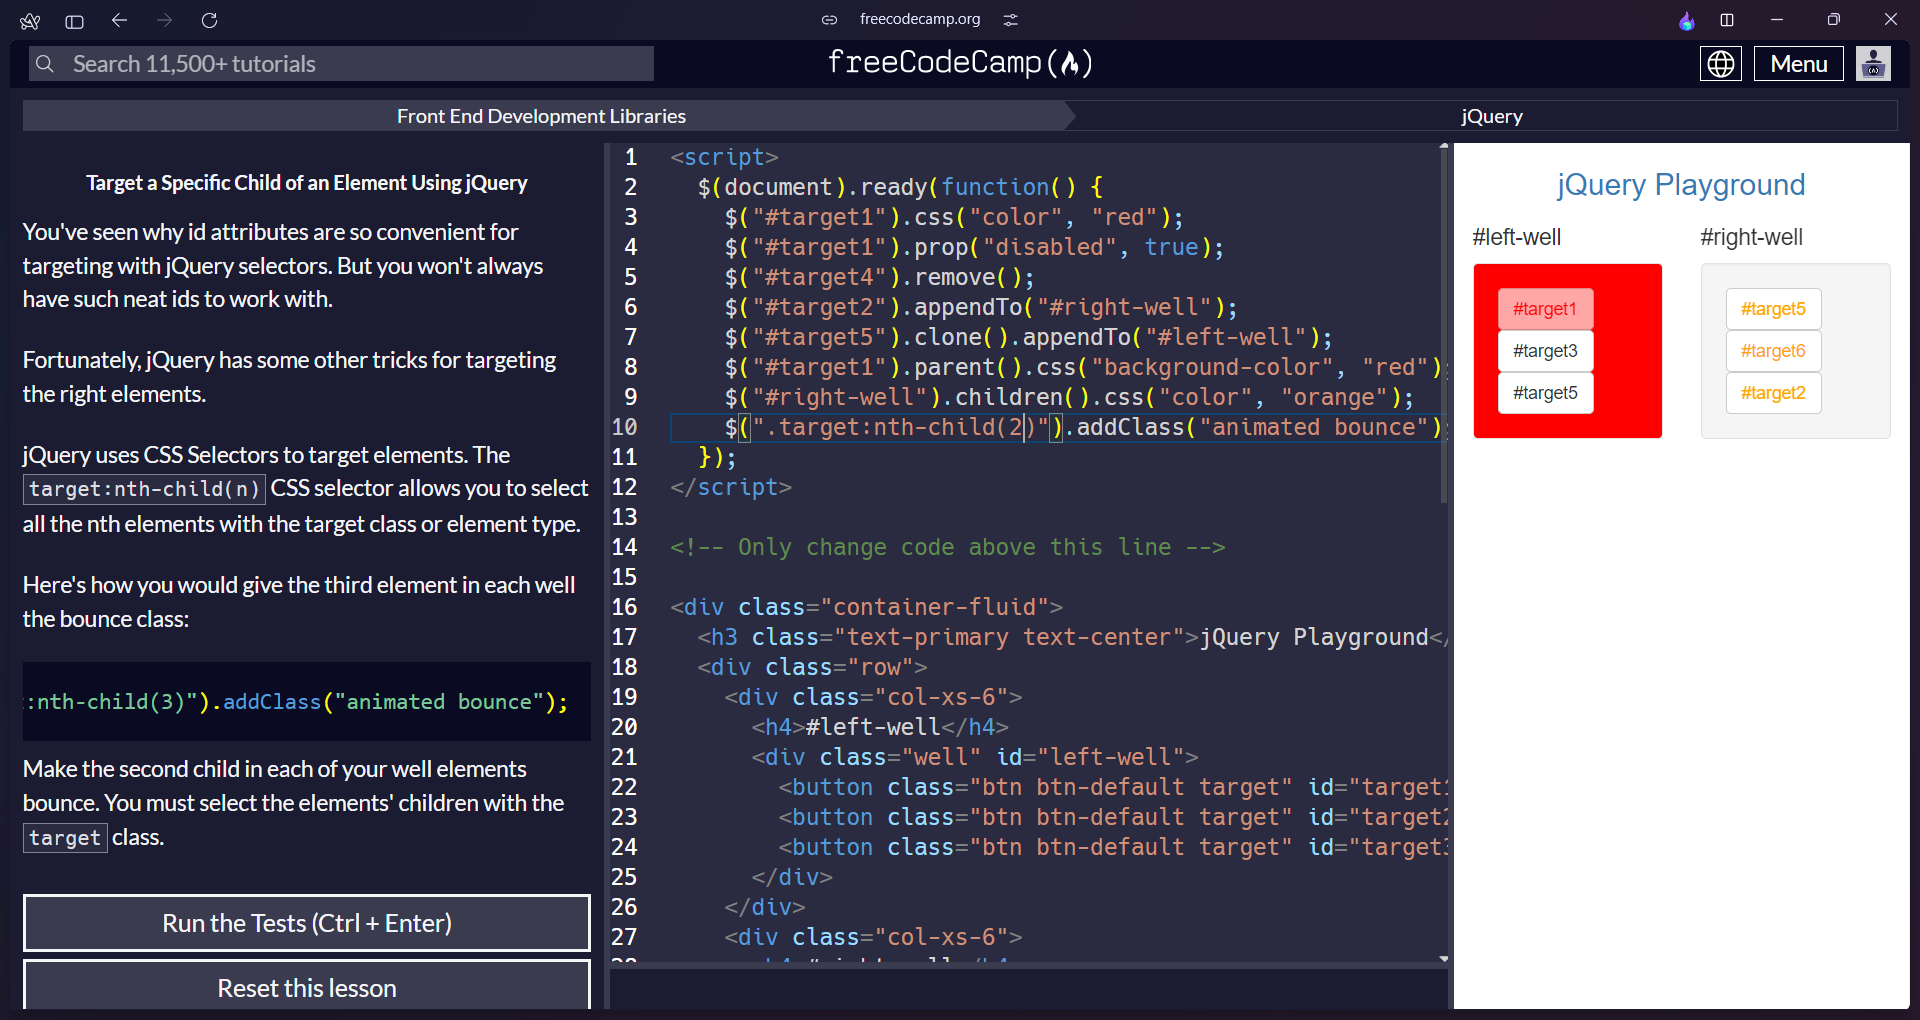 freecodecamp.org
Search 11,500+ tutorials
freeCodeCamp
Menu
Front End Development Libraries
jQuery
Target a Specific Child of an Element Using jQuery
You've seen why id attributes are so convenient for
targeting with jQuery selectors. But you won't always
have such neat ids to work with.
Fortunately, jQuery has some other tricks for targeting
the right elements.
jQuery uses CSS Selectors to target elements. The
target:nth-child(n) CSS selector allows you to select
all the nth elements with the target class or element type.
Here's how you would give the third element in each well
the bounce class:
:nth-child(3)").addClass("animated bounce");
Make the second child in each of your well elements
bounce. You must select the elements' children with the
target class.
Run the Tests (Ctrl + Enter)
Reset this lesson
1 <script>
2 $(document).ready(function() {
3 $("#target1").css("color", "red");
4 $("#target1").prop("disabled", true);
5 $("#target4").remove();
6 $("#target2").appendTo("#right-well");
7 $("#target5").clone().appendTo("#left-well");
8 $("#target1").parent().css("background-color", "red");
9 $("#right-well").children().css("color", "orange");
10 $(".target:nth-child(2)").addClass("animated bounce")
11 });
12 </script>
13
14 <!-- Only change code above this line -->
15
16 <div class="container-fluid">
17 <h3 class="text-primary text-center">jQuery Playground</
18 <div class="row">
19 <div class="col-xs-6">
20 <h4>#left-well</h4>
21 <div class="well" id="left-well">
22 <button class="btn btn-default target" id="target1
23 <button class="btn btn-default target" id="target2
24 <button class="btn btn-default target" id="target3
25 </div>
26 </div>
27 <div class="col-xs-6">
jQuery Playground
#left-well
#target1
#target3
#target5
#right-well
#target5
#target6
#target2